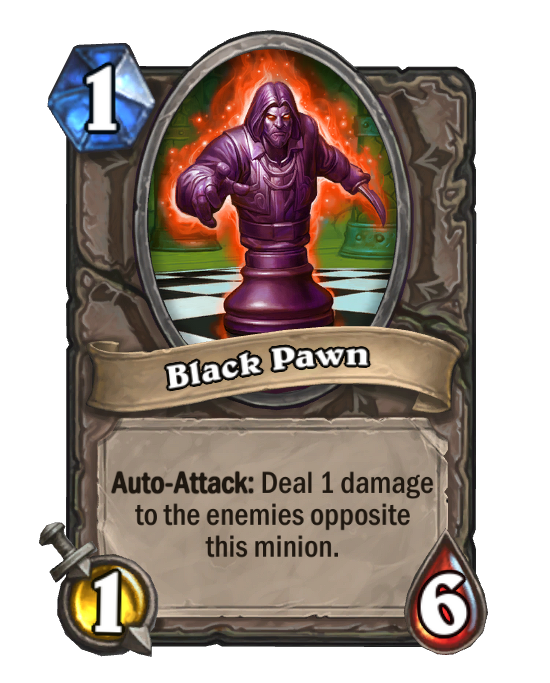 1
Black Pawn
Auto-Attack: Deal 1 damage
to the enemies opposite
this minion.
1
6